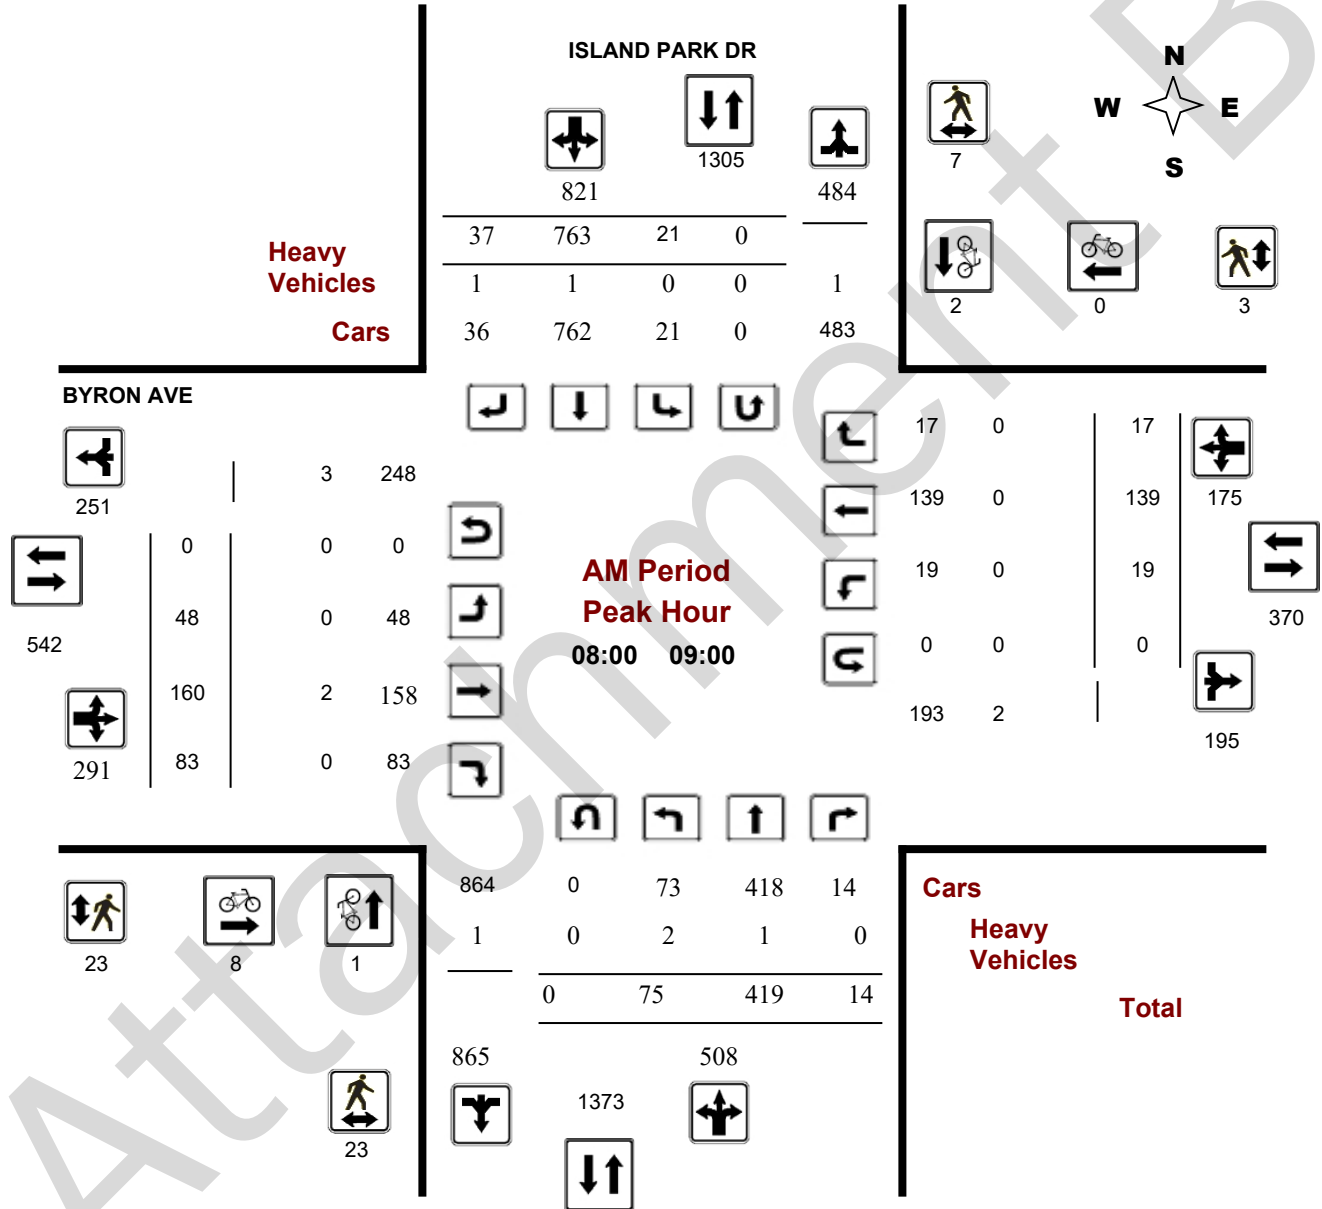 ISLAND PARK DR
N
W E
S
1305
7
821 484
37 763 21 0
Heavy
Vehicles
1 1 0 0 1
2 0 3
Cars
36 762 21 0 483
BYRON AVE
17 0 17
3 248
251
139 0 139 175
0 0 0
AM Period
19 0 19
Peak Hour
48 0 48
370
542
08:00 09:00
0 0 0
160 2 158
193 2
195
291
83 0 83
864 0 73 418 14
Cars
1 0 2 1 0
Heavy
Vehicles
23 8 1
0 75 419 14
Total
865 508
1373
23
Attachment B